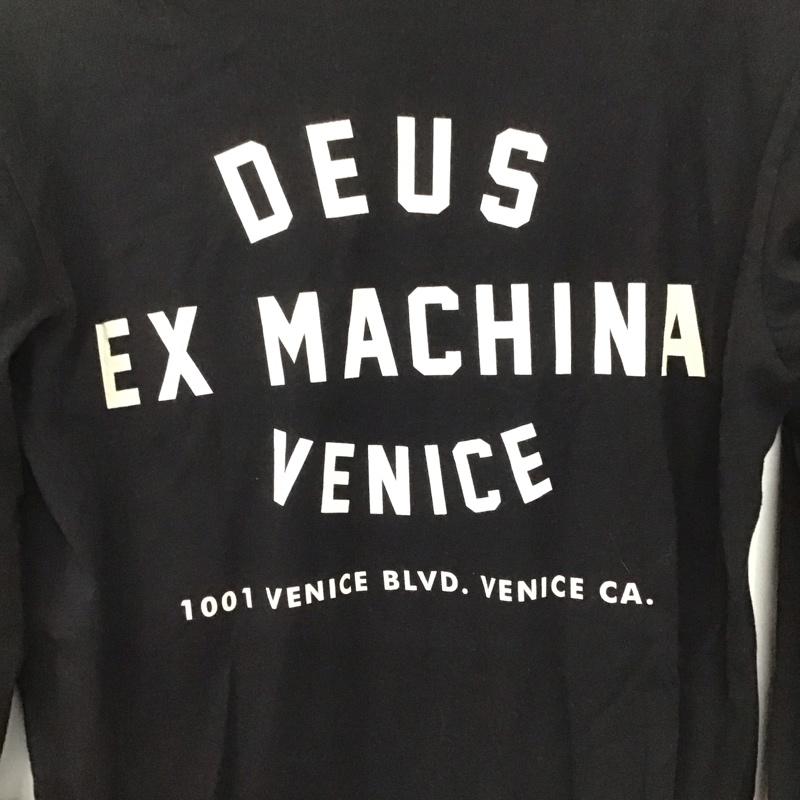 DEUS
EX MACHINA
VENICE
1001 VENICE BLVD. VENICE CA.